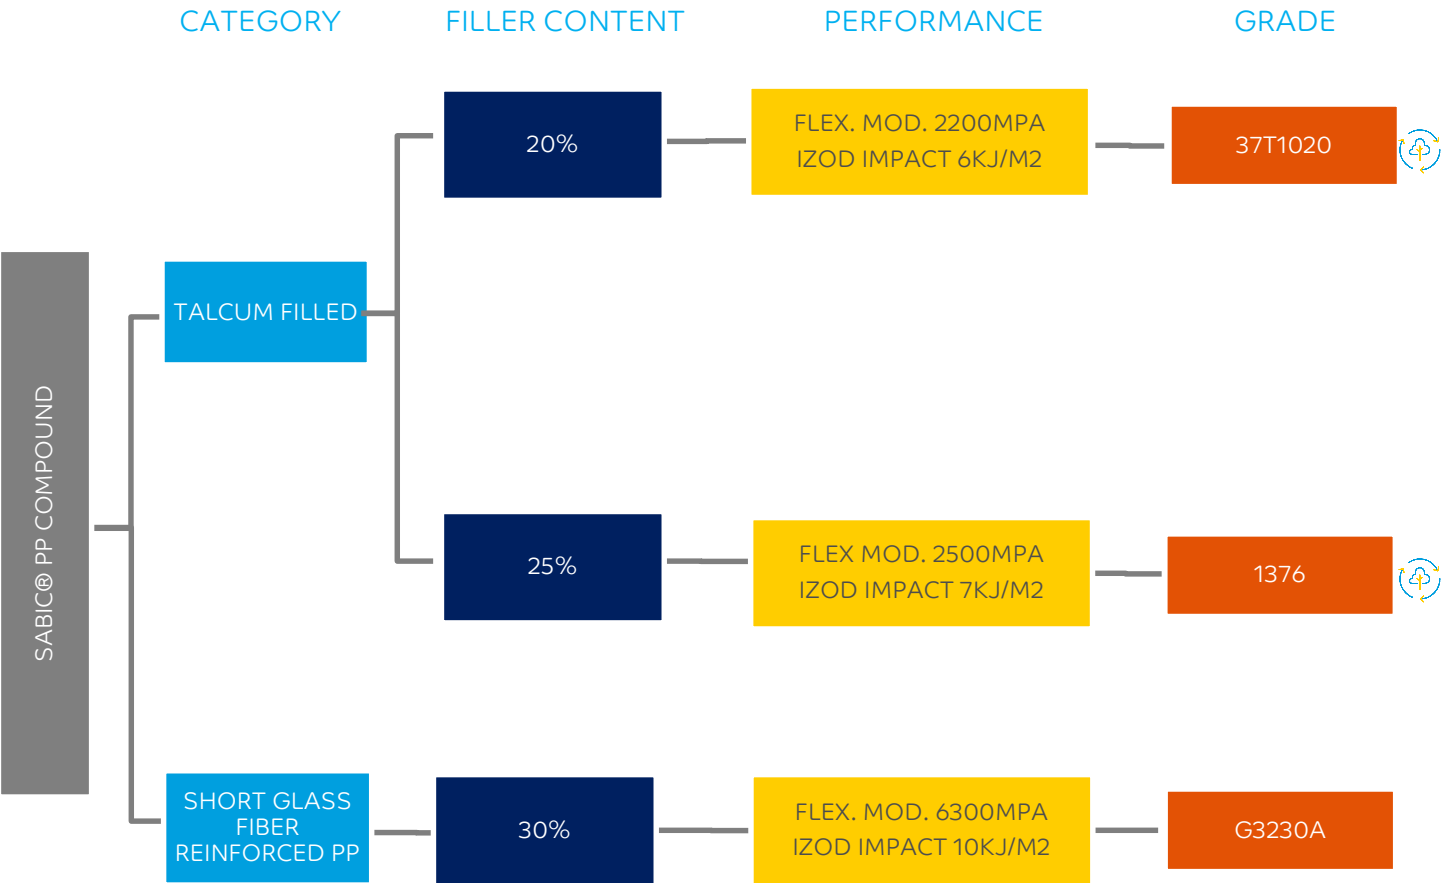 CATEGORY
FILLER CONTENT
PERFORMANCE
GRADE
20%
FLEX. MOD. 2200MPA
IZOD IMPACT 6KJ/M2
37T1020
TALCUM FILLED
SABIC® PP COMPOUND
25%
FLEX MOD. 2500MPA
IZOD IMPACT 7KJ/M2
1376
SHORT GLASS
FIBER
REINFORCED PP
30%
FLEX. MOD. 6300MPA
IZOD IMPACT 10KJ/M2
G3230A